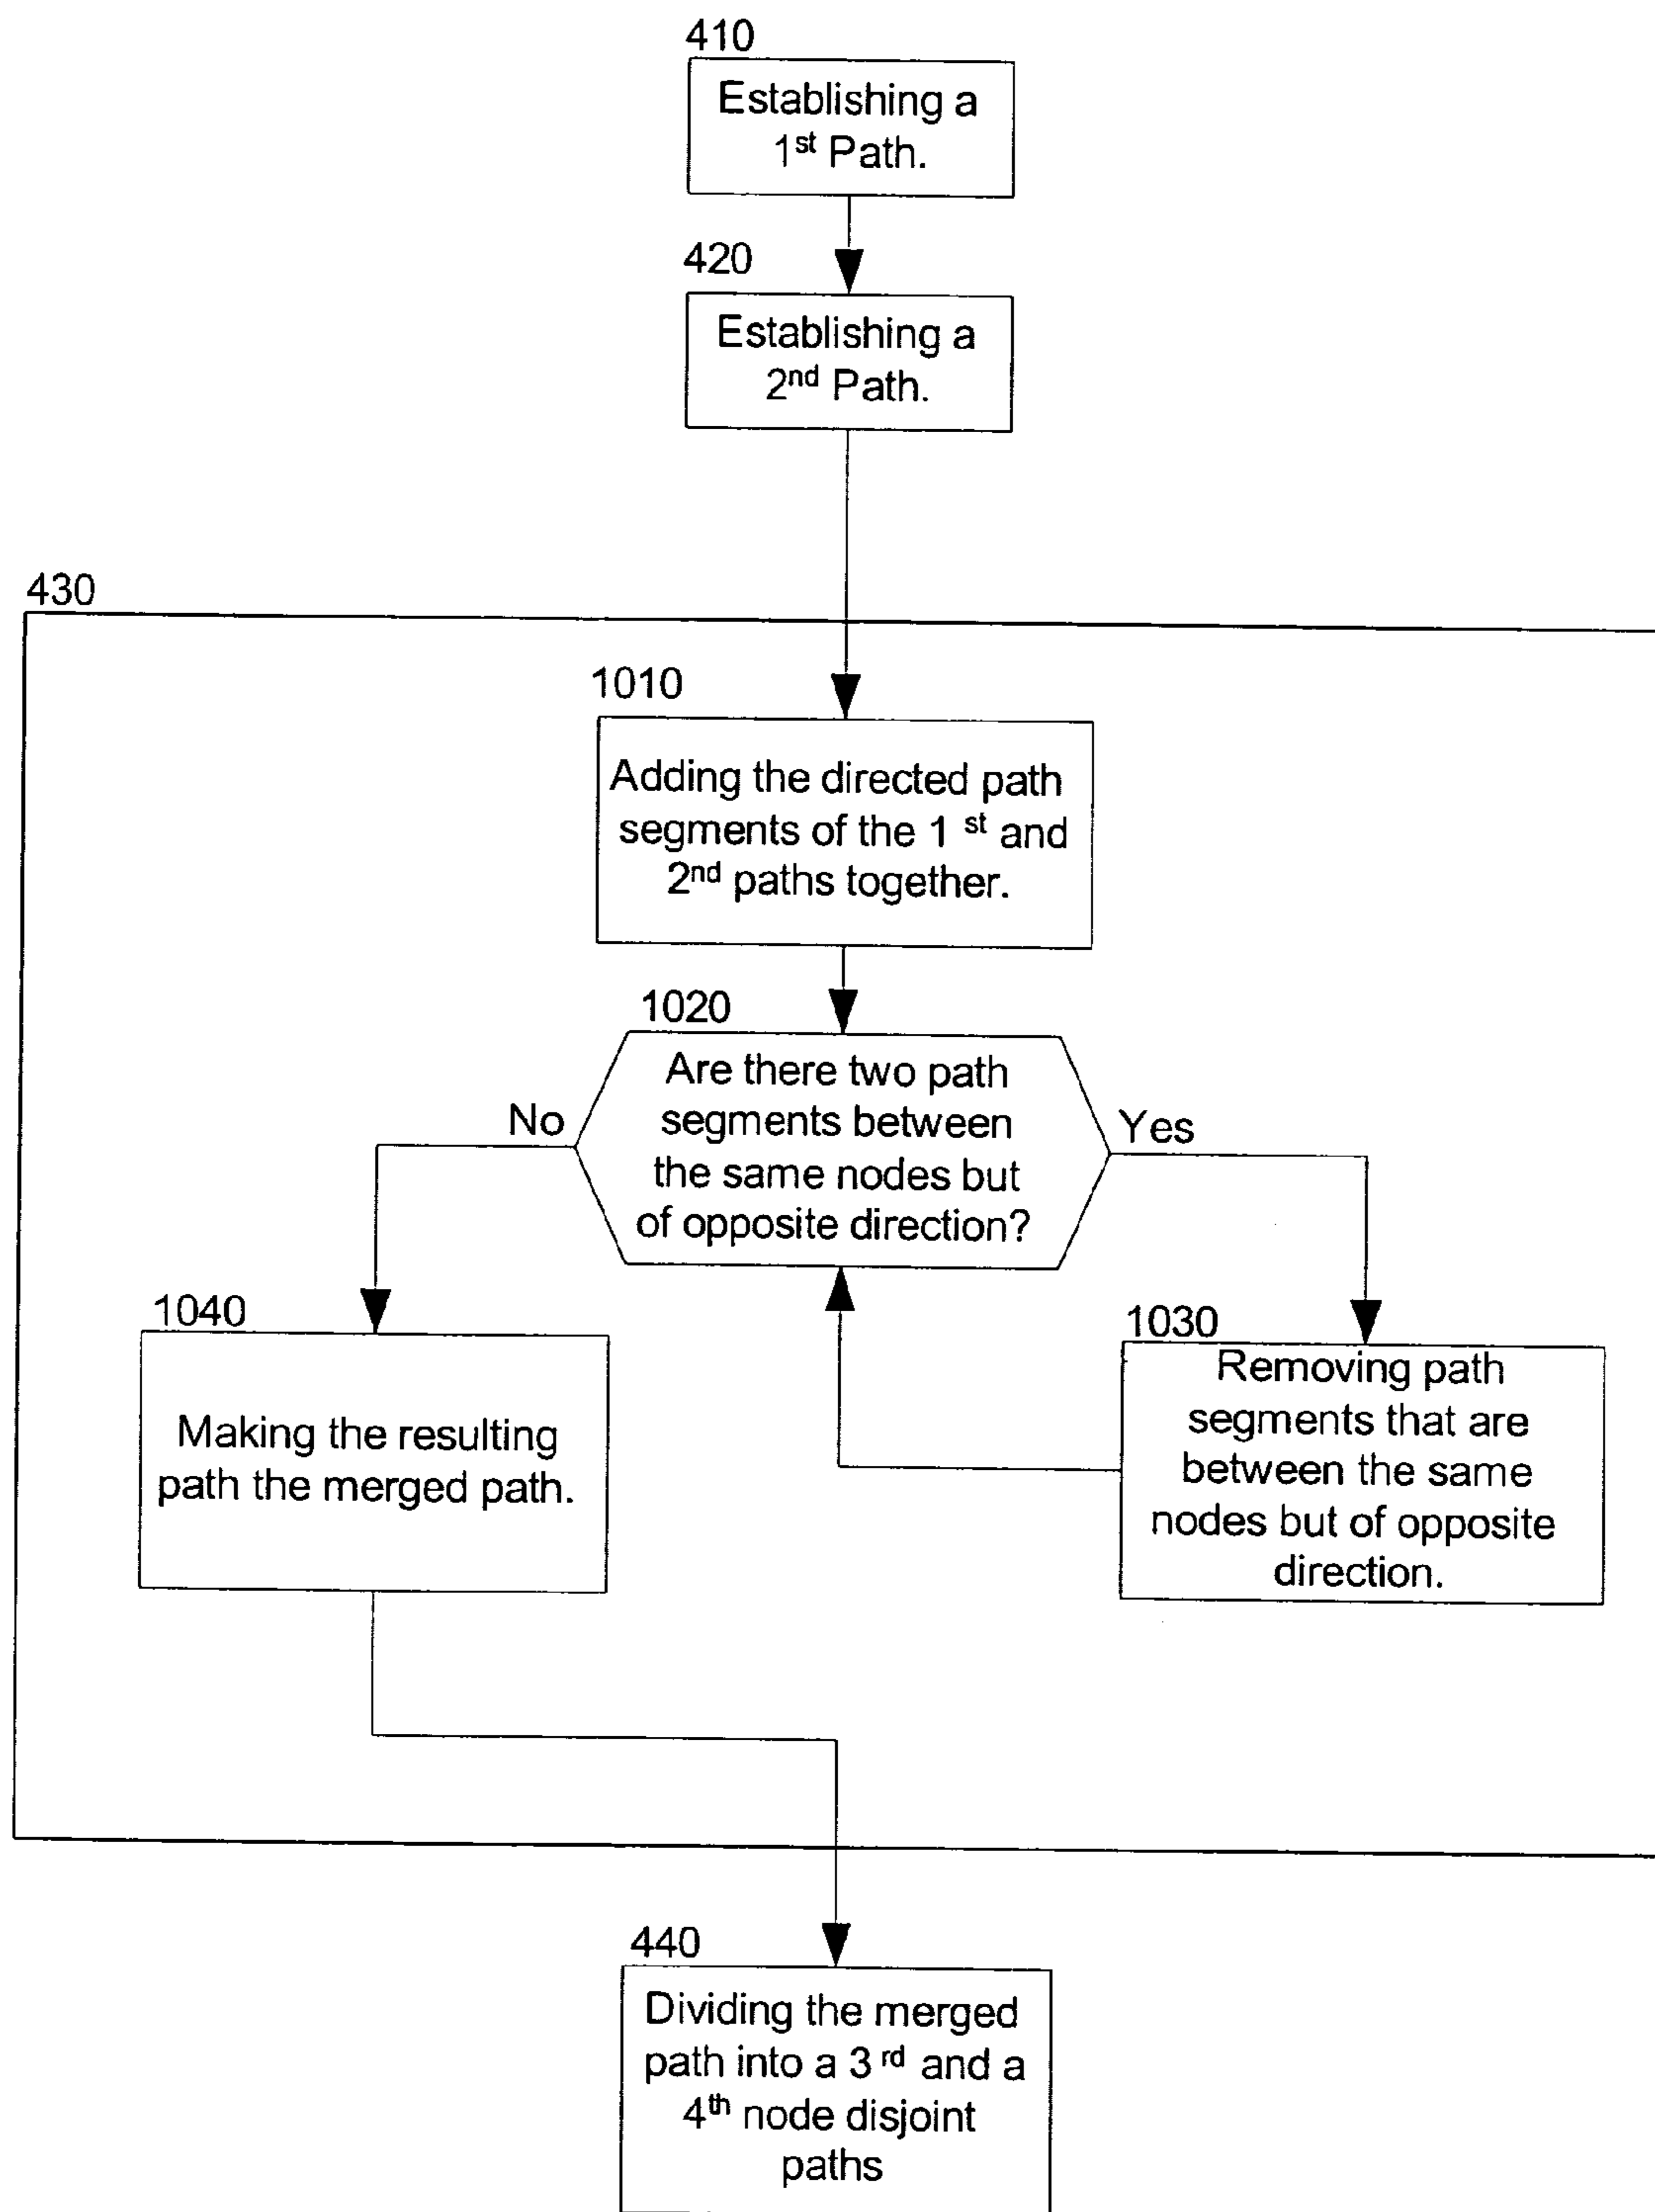 410
Establishing a
1st Path.
420
Establishing a
2nd Path.
430
1010
Adding the directed path
segments of the 1 st and
2nd paths together.
1020
Are there two path
segments between
the same nodes but
of opposite direction?
No
Yes
1040
Making the resulting
path the merged path.
1030
Removing path
segments that are
between the same
nodes but of opposite
direction.
440
Dividing the merged
path into a 3 rd and a
4th node disjoint
paths